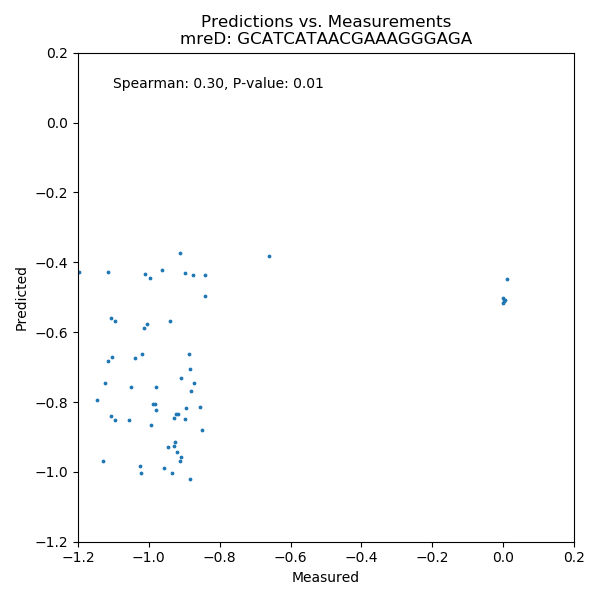 Predictions vs. Measurements
mreD: GCATCATAACGAAAGGGAGA
Spearman: 0.30, P-value: 0.01
Predicted
0.2
0.0
−0.2
−0.4
−0.6
−0.8
−1.0
−1.2
−1.2 −1.0 −0.8 −0.6 −0.4 −0.2 0.0 0.2
Measured